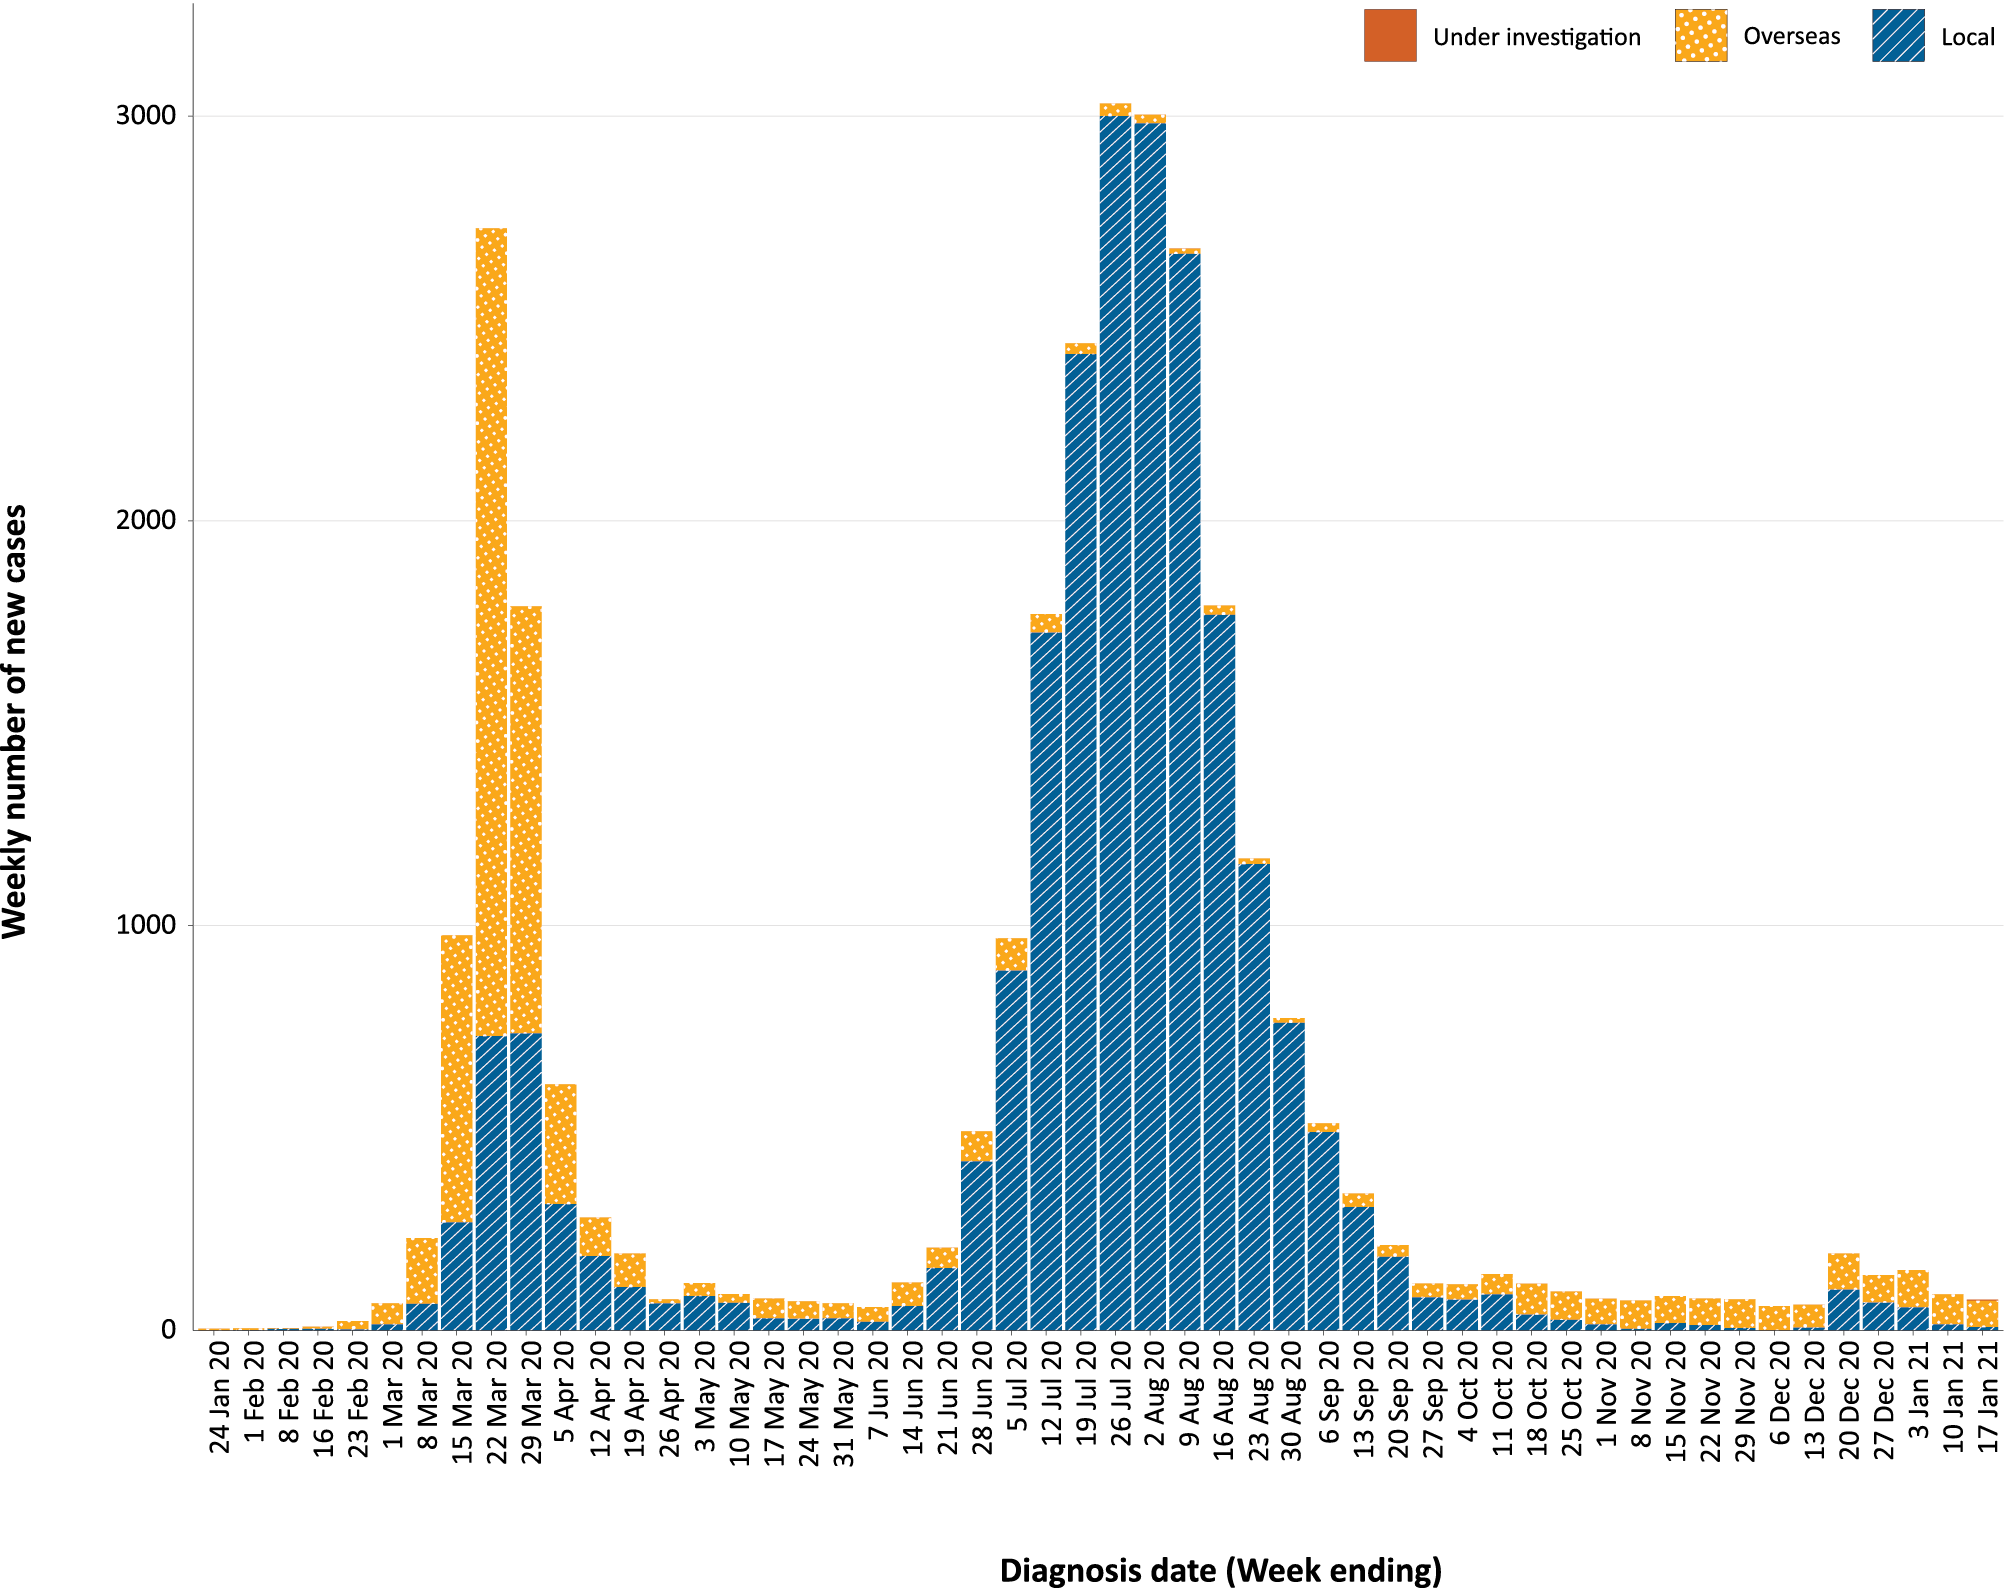 Under investigation
Overseas
Local
Weekly number of new cases
3000
2000
1000
0
24 Jan 20
1 Feb 20
8 Feb 20
16 Feb 20
23 Feb 20
1 Mar 20
8 Mar 20
15 Mar 20
22 Mar 20
29 Mar 20
5 Apr 20
12 Apr 20
19 Apr 20
26 Apr 20
3 May 20
10 May 20
17 May 20
24 May 20
31 May 20
7 Jun 20
14 Jun 20
21 Jun 20
28 Jun 20
5 Jul 20
12 Jul 20
19 Jul 20
26 Jul 20
2 Aug 20
9 Aug 20
16 Aug 20
23 Aug 20
30 Aug 20
6 Sep 20
13 Sep 20
20 Sep 20
27 Sep 20
4 Oct 20
11 Oct 20
18 Oct 20
25 Oct 20
1 Nov 20
8 Nov 20
15 Nov 20
22 Nov 20
29 Nov 20
6 Dec 20
13 Dec 20
20 Dec 20
27 Dec 20
3 Jan 21
10 Jan 21
17 Jan 21
Diagnosis date (Week ending)